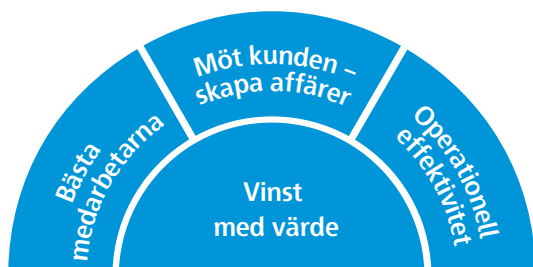 Bästa
medarbetarna
Möt kunden –
skapa affärer
Operationell
effektivitet
Vinst
med värde